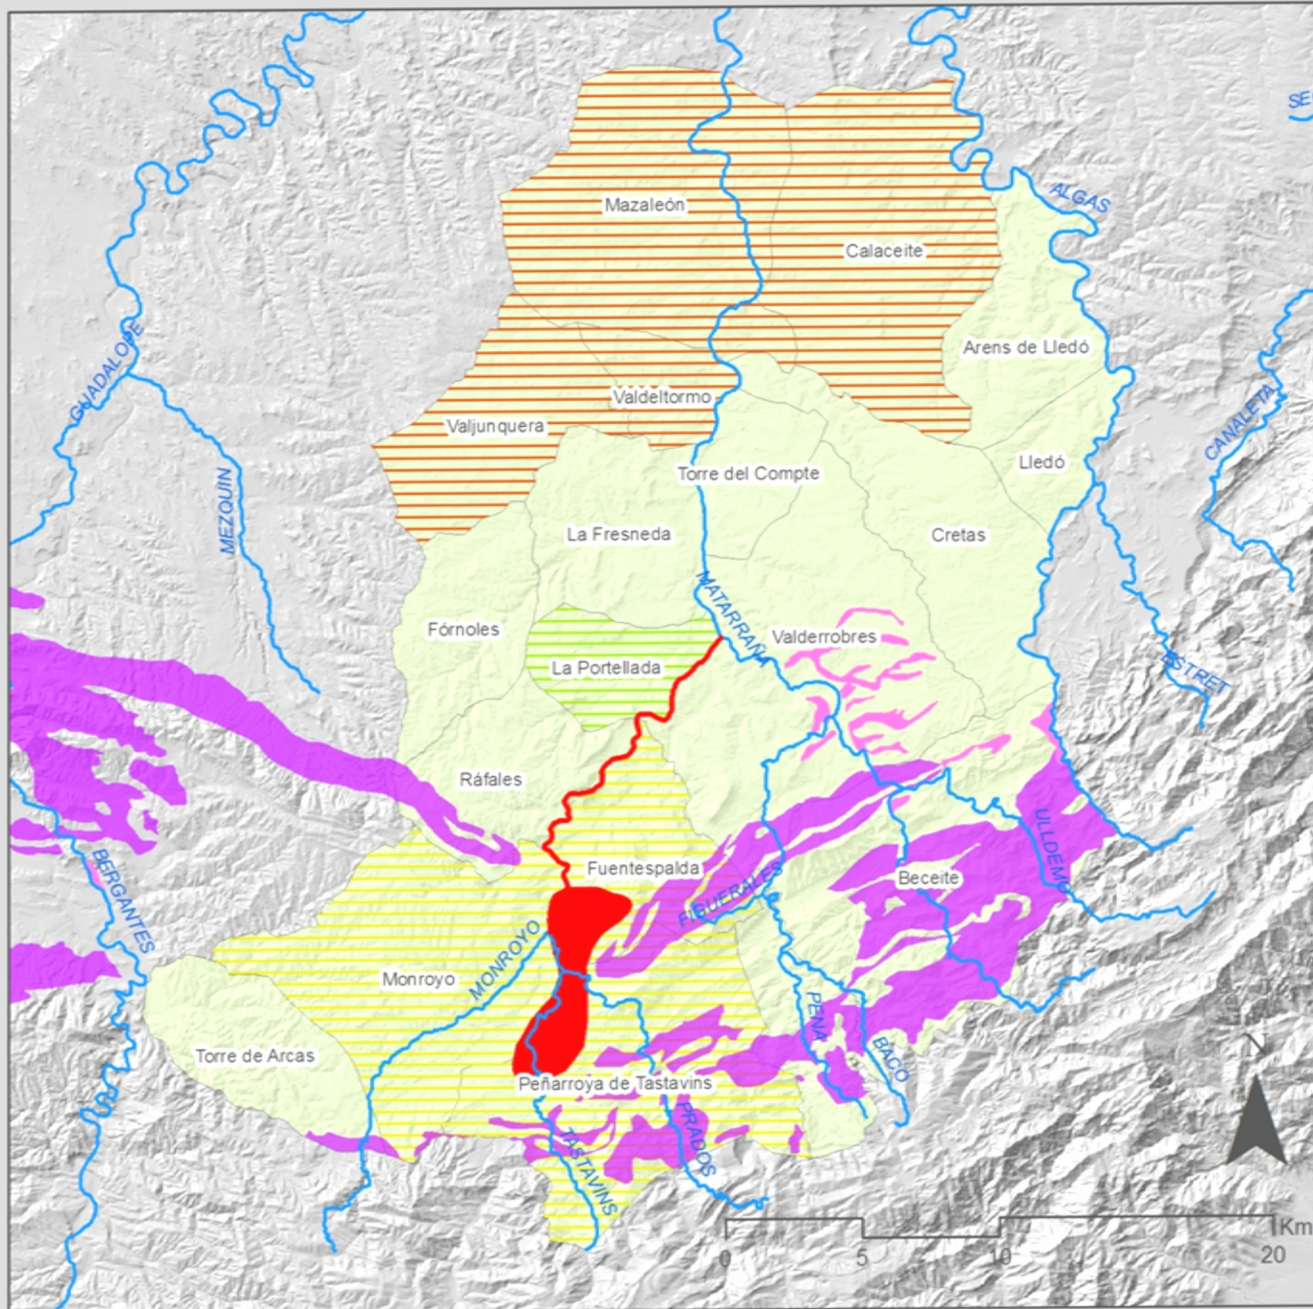 SE
ALGAS
Mazaleón
Calaceite
GUADALOPE
Arens de Lledó
CANALETA
Valdeltormo
Valjunquera
Lledó
Torre del Compte
MEZQUIN
La Fresneda
Cretas
MATARRAÑA
Fórnoles
Valderrobres
La Portellada
ESTRET
Ráfales
ULLDEMO
Fuentespalda
Beceite
FIGUERALES
BERGANTES
MONROYO
Monroyo
PENA
BACO
Torre de Arcas
N
Peñarroya de Tastavins
PRADOS
TASTAVINS
Km
0 5 10 20